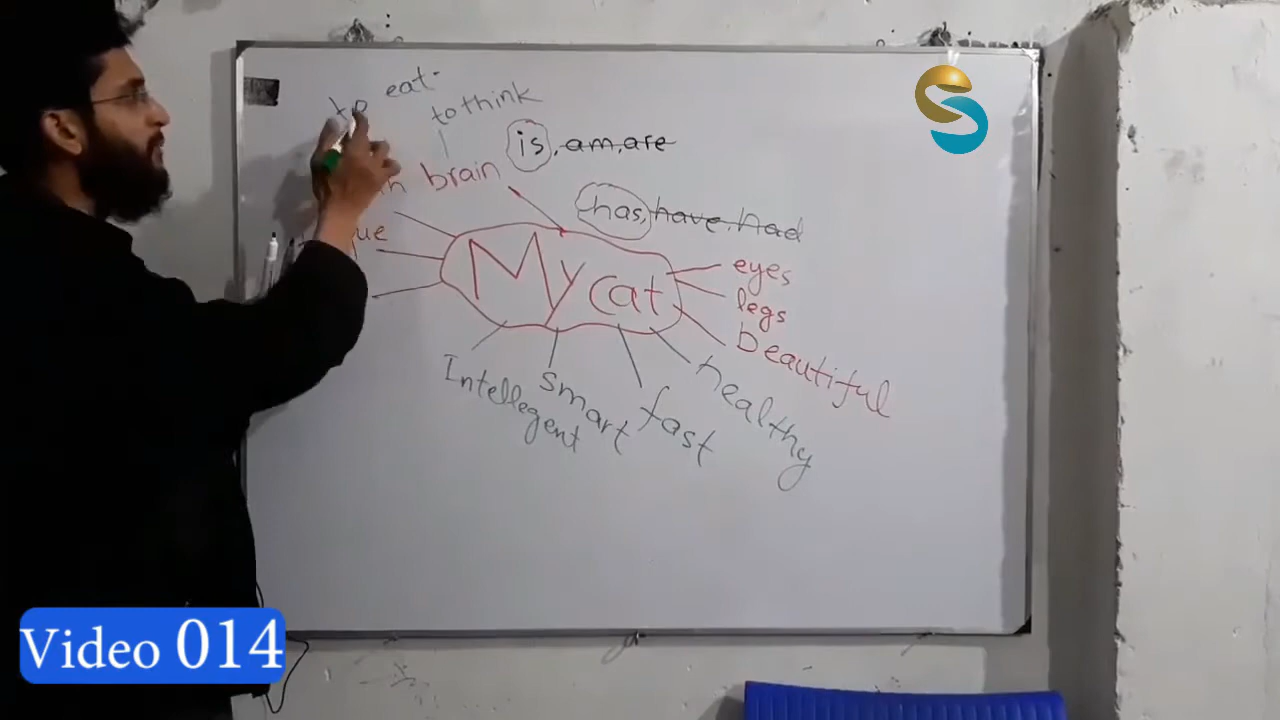 to eat
to think
is, am, are
brain
has, have, had
My cat
eyes
legs
beautiful
healthy
fast
smart
Intellegent
Video 014